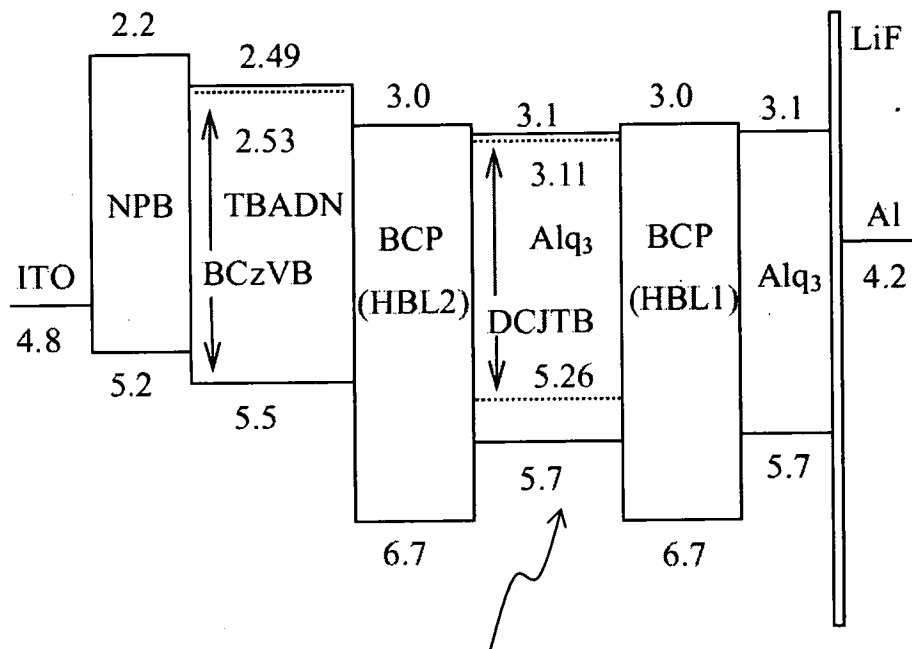 2.2
2.49
3.0
3.1
3.0
3.1
LiF
2.53
3.11
NPB
TBADN
BCP
Alq3
BCP
Al
ITO
BCzVB
(HBL2)
DCJTB
(HBL1)
Alq3
4.2
4.8
5.2
5.5
5.26
5.7
5.7
6.7
6.7